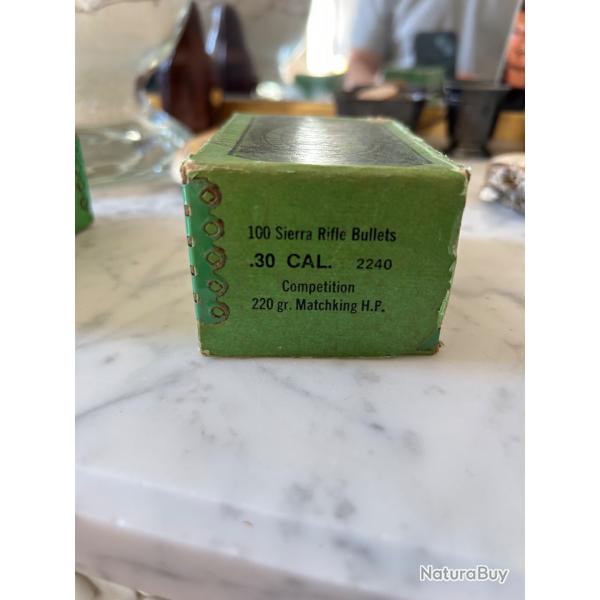 100 Sierra Rifle Bullets
.30 CAL. 2240
Competition
220 gr. Matchking H.P.
NaturaBuy